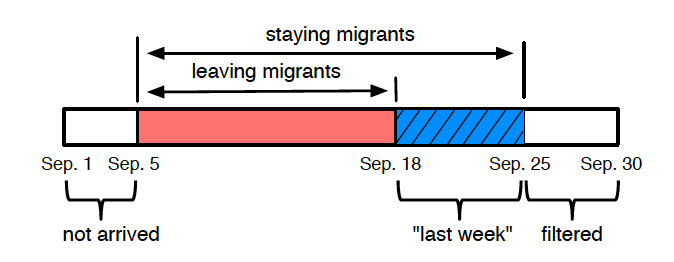 staying migrants
leaving migrants
Sep. 1 Sep. 5 Sep. 18 Sep. 25 Sep. 30
not arrived "last week" filtered